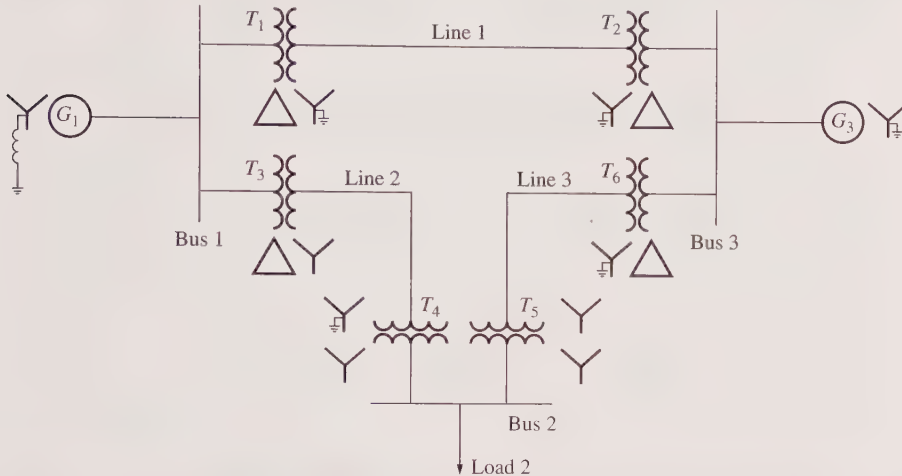 T1 Line 1 T2
G1 G3
T3 Line 2 Line 3 T6
Bus 1 Bus 3
T4 T5
Bus 2
Load 2